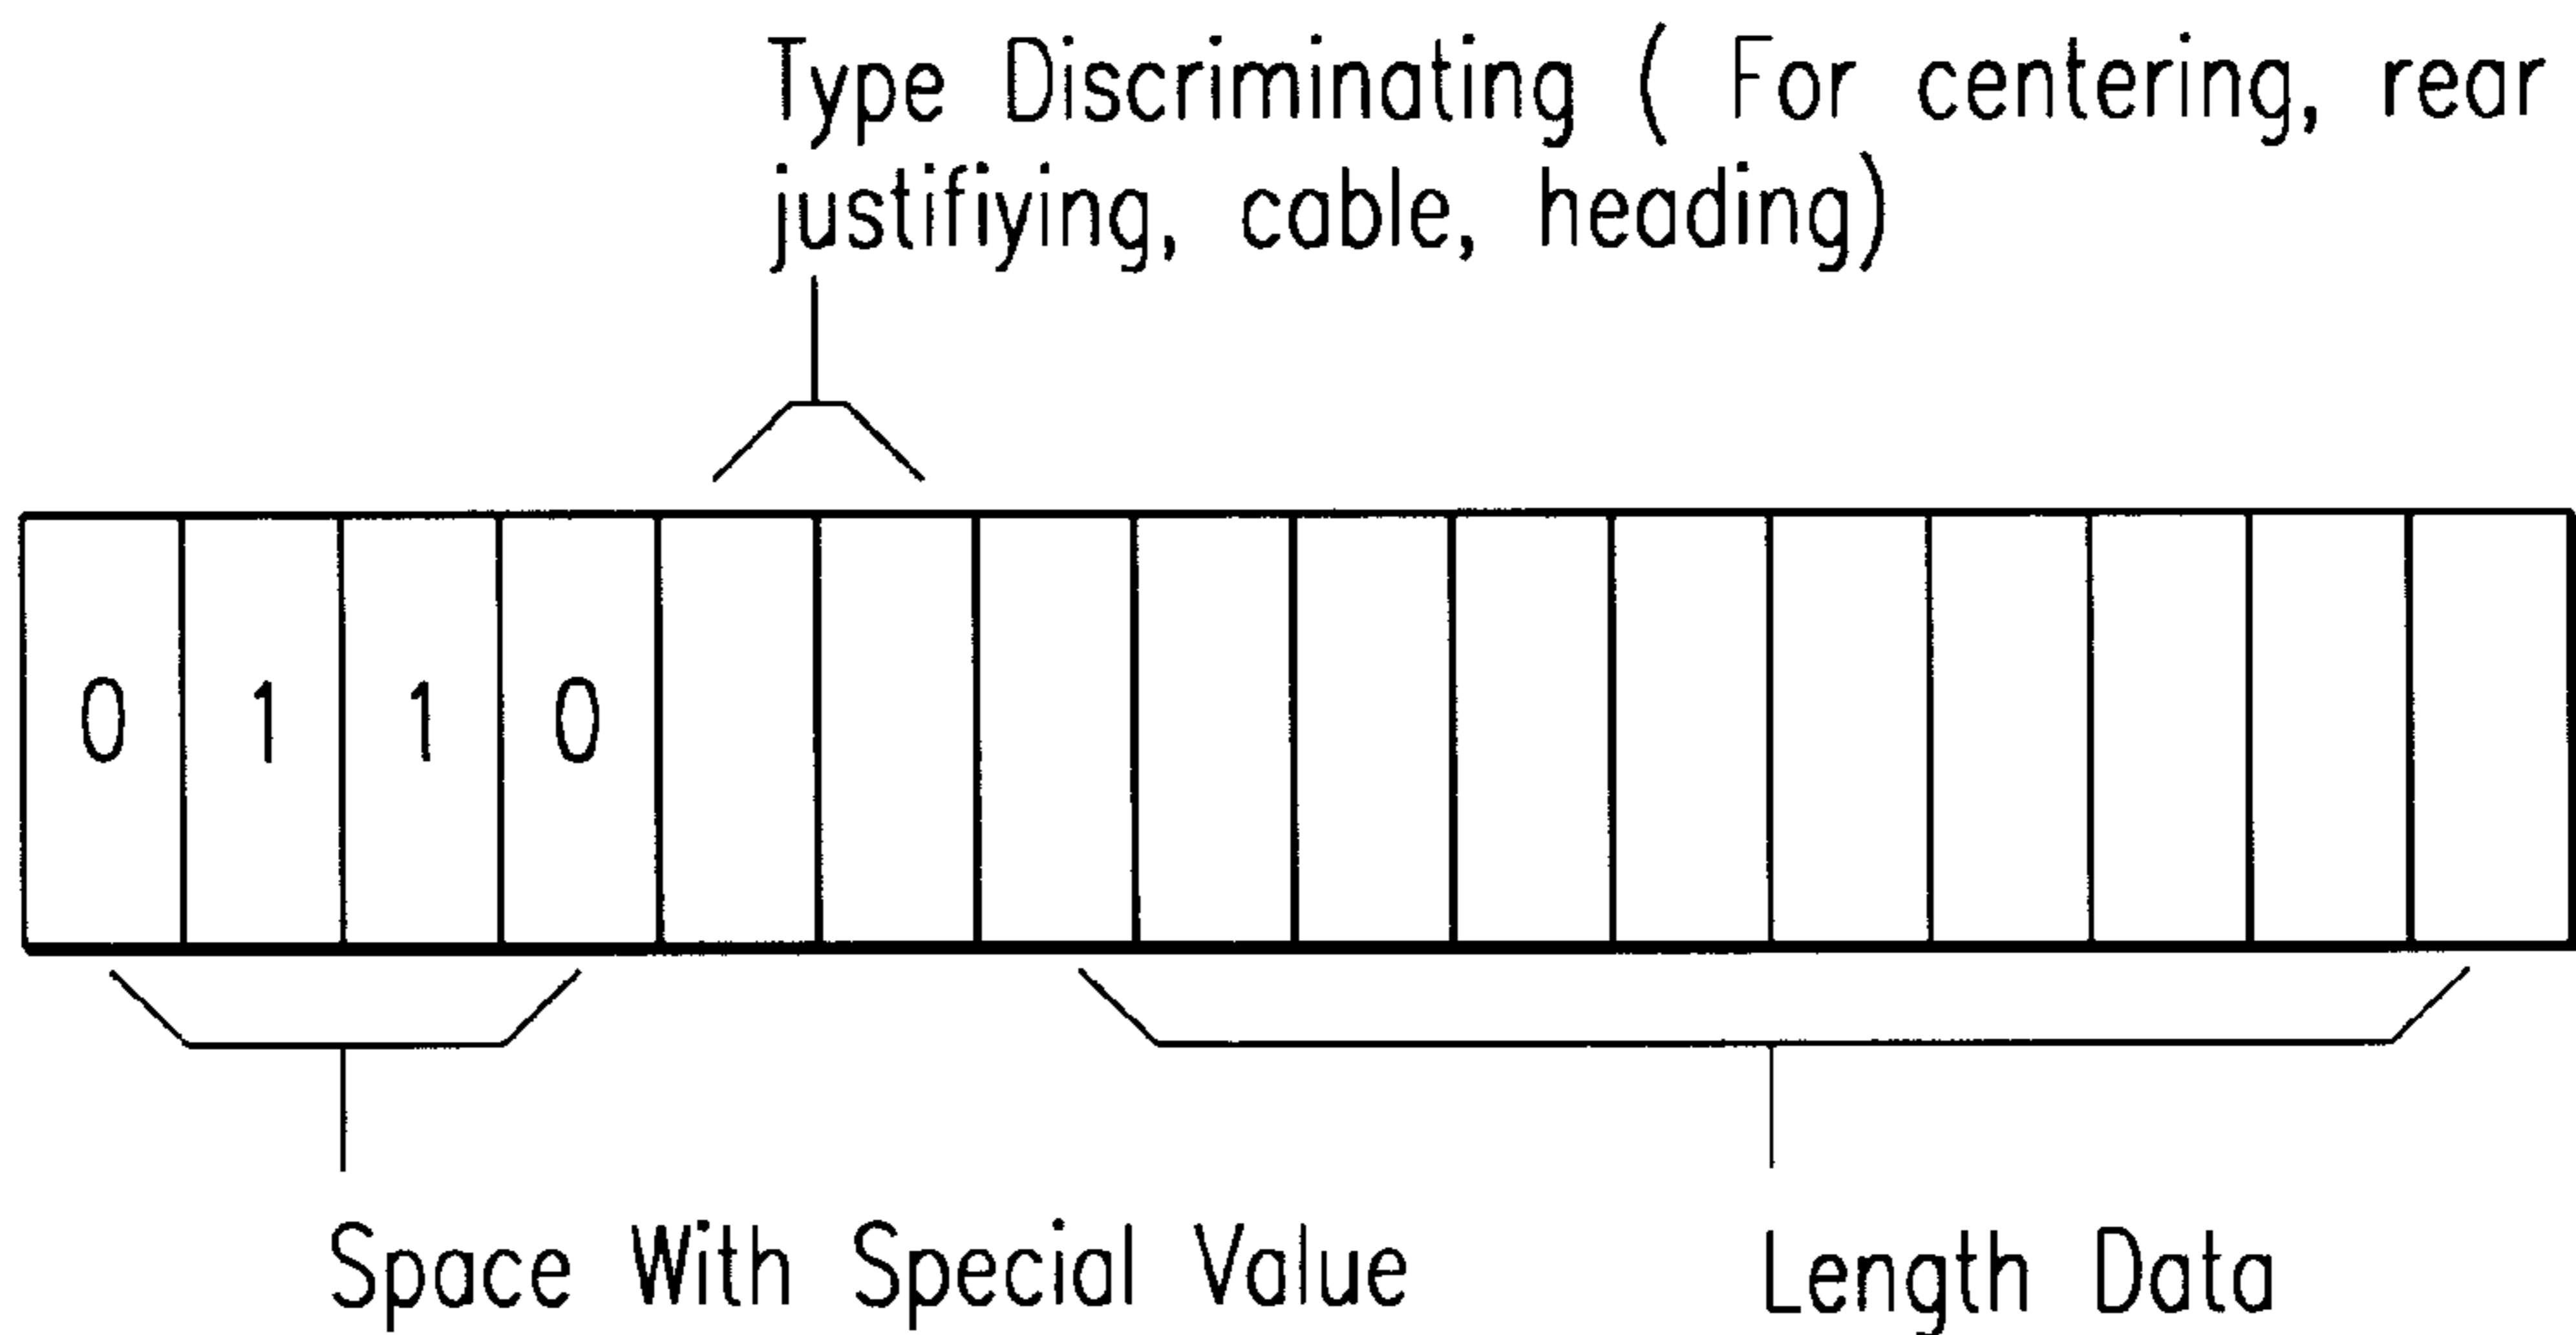 Type Discriminating ( For centering, rear
justifiying, cable, heading)
0 1 1 0
Space With Special Value
Length Data